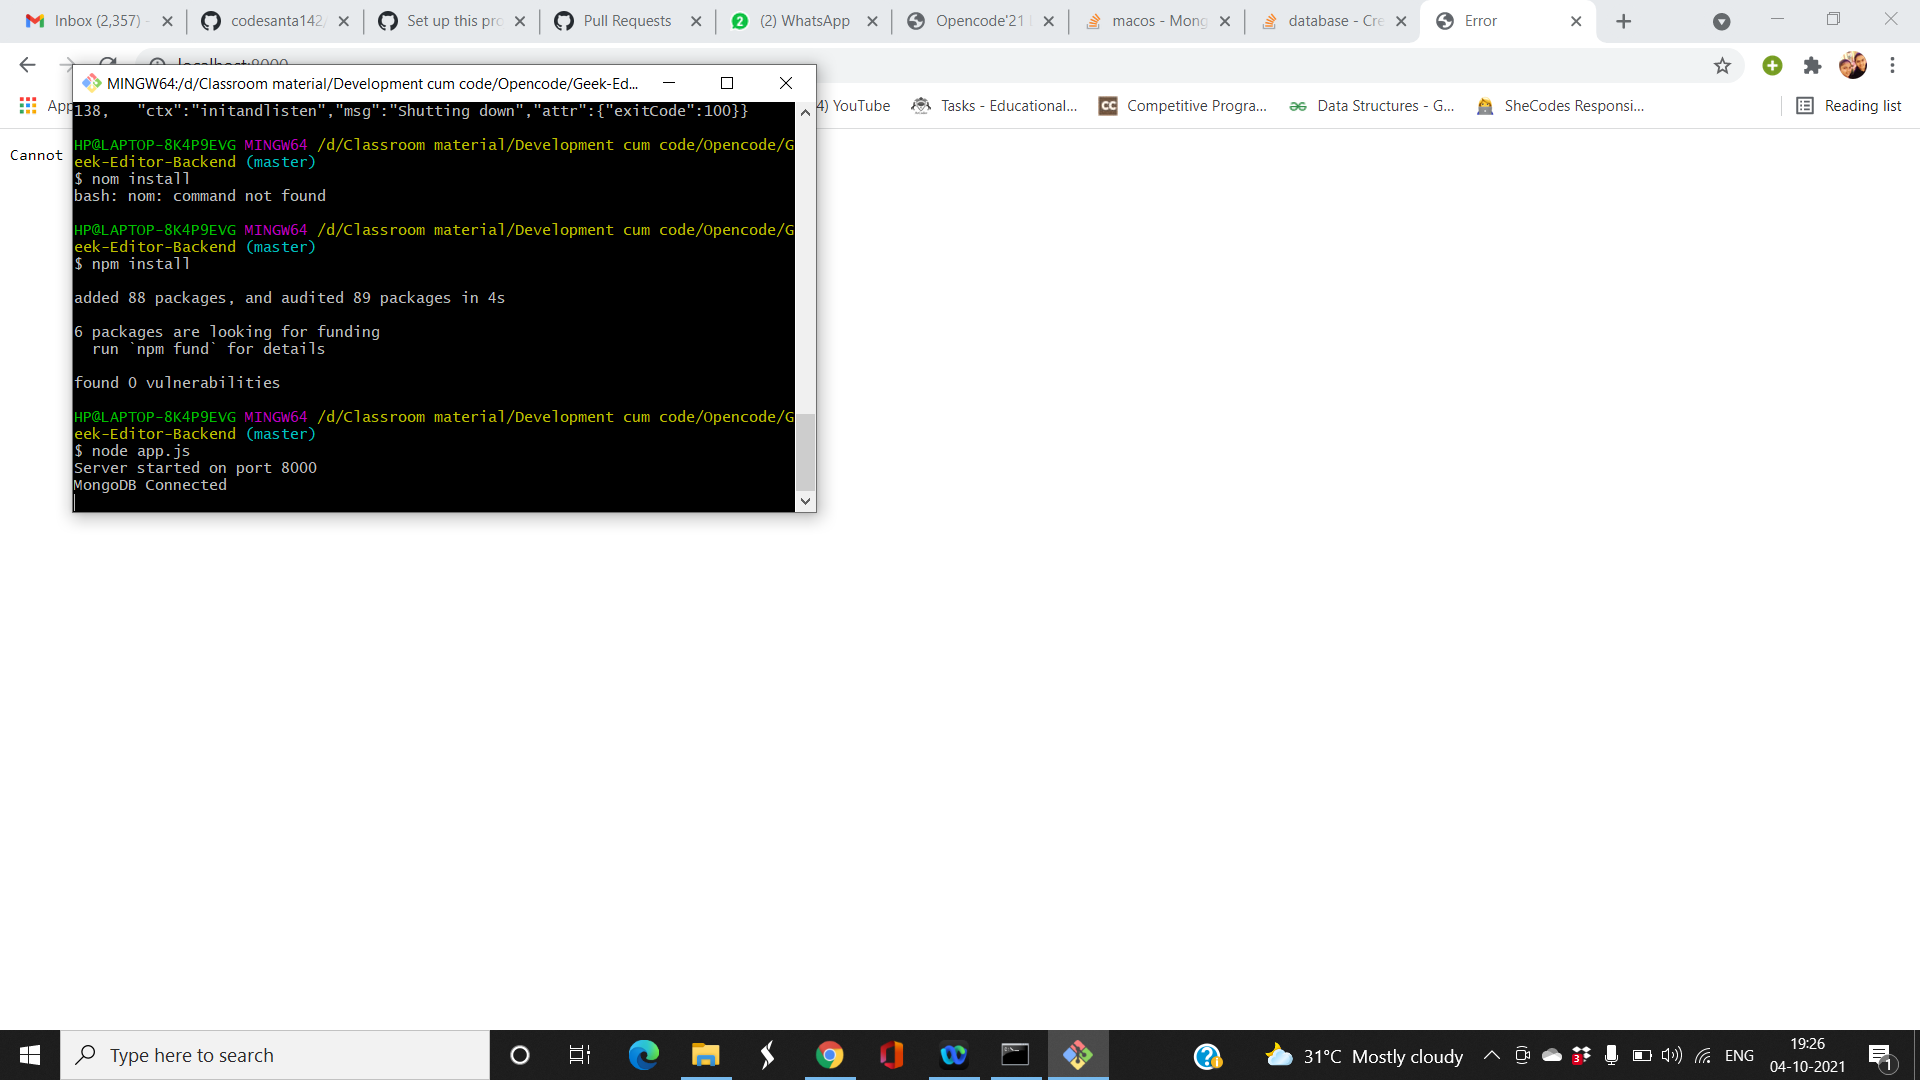 Inbox (2,357) -
codesanta142/
Set up this pro
Pull Requests
(2) WhatsApp
Opencode'21
macos - Mong
database - Cre
Error
MINGW64:/d/Classroom material/Development cum code/Opencode/Geek-Ed...
4) YouTube
Tasks - Educational...
Competitive Progra...
Data Structures - G...
SheCodes Responsi...
Reading list
Cannot
138,   "ctx":"initandlisten","msg":"Shutting down","attr":{"exitCode":100}}
HP@LAPTOP-8K4P9EVG MINGW64 /d/Classroom material/Development cum code/Opencode/G
eek-Editor-Backend (master)
$ nom install
bash: nom: command not found
HP@LAPTOP-8K4P9EVG MINGW64 /d/Classroom material/Development cum code/Opencode/G
eek-Editor-Backend (master)
$ npm install
added 88 packages, and audited 89 packages in 4s
6 packages are looking for funding
  run `npm fund` for details
found 0 vulnerabilities
HP@LAPTOP-8K4P9EVG MINGW64 /d/Classroom material/Development cum code/Opencode/G
eek-Editor-Backend (master)
$ node app.js
Server started on port 8000
MongoDB Connected
Type here to search
31°C Mostly cloudy
ENG
19:26
04-10-2021
1